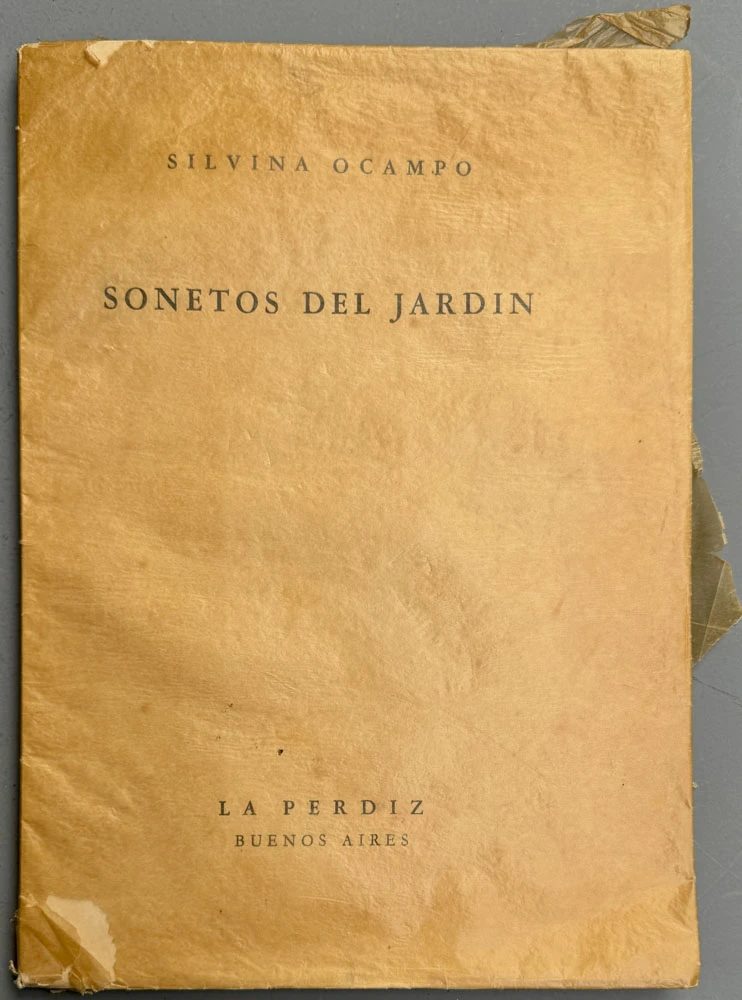 SILVINA OCAMPO
SONETOS DEL JARDIN
LA PERDIZ
BUENOS AIRES